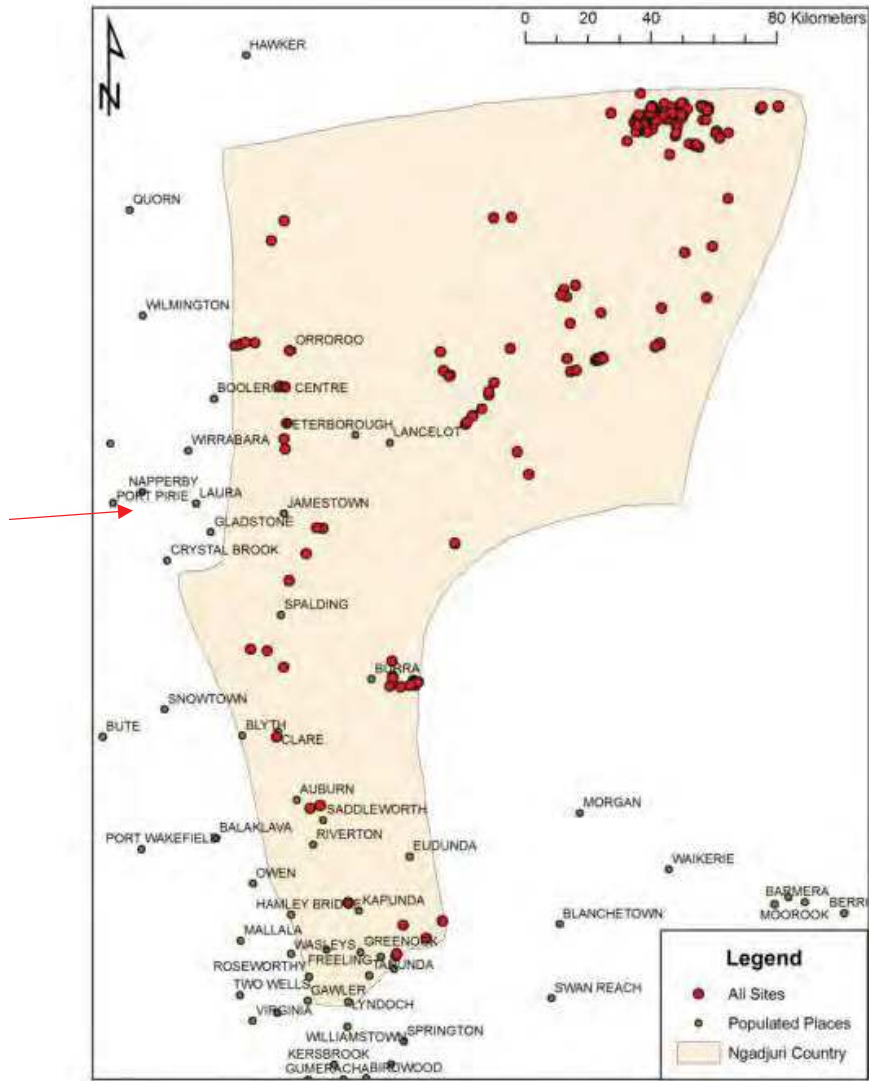 0 20 40 80 Kilometers
HAWKER
N
QUORN
WILMINGTON
ORROROO
BOOLEROO CENTRE
PETERBOROUGH
LANCELOT
WIRRABARA
NAPPERBY
PORT PIRIE
LAURA
JAMESTOWN
GLADSTONE
CRYSTAL BROOK
SPALDING
BURRA
SNOWTOWN
BUTE
BLYTH
CLARE
AUBURN
MORGAN
SADDLEWORTH
BALAKLAVA
PORT WAKEFIELD
RIVERTON
EUDUNDA
WAIKERIE
OWEN
BARMERA
BERRI
HAMLEY BRIDGE
KAPUNDA
MOOROOK
BLANCHETOWN
MALLALA
WASLEYS
GREENOCK
FREELING
ROSEWORTHY
TANUNDA
TWO WELLS
GAWLER
LYNDOCH
SWAN REACH
VIRGINIA
WILLIAMSTOWN
SPRINGTON
KERSBROOK
GUMERACHA
BIRDWOOD
Legend
All Sites
Populated Places
Ngadjuri Country